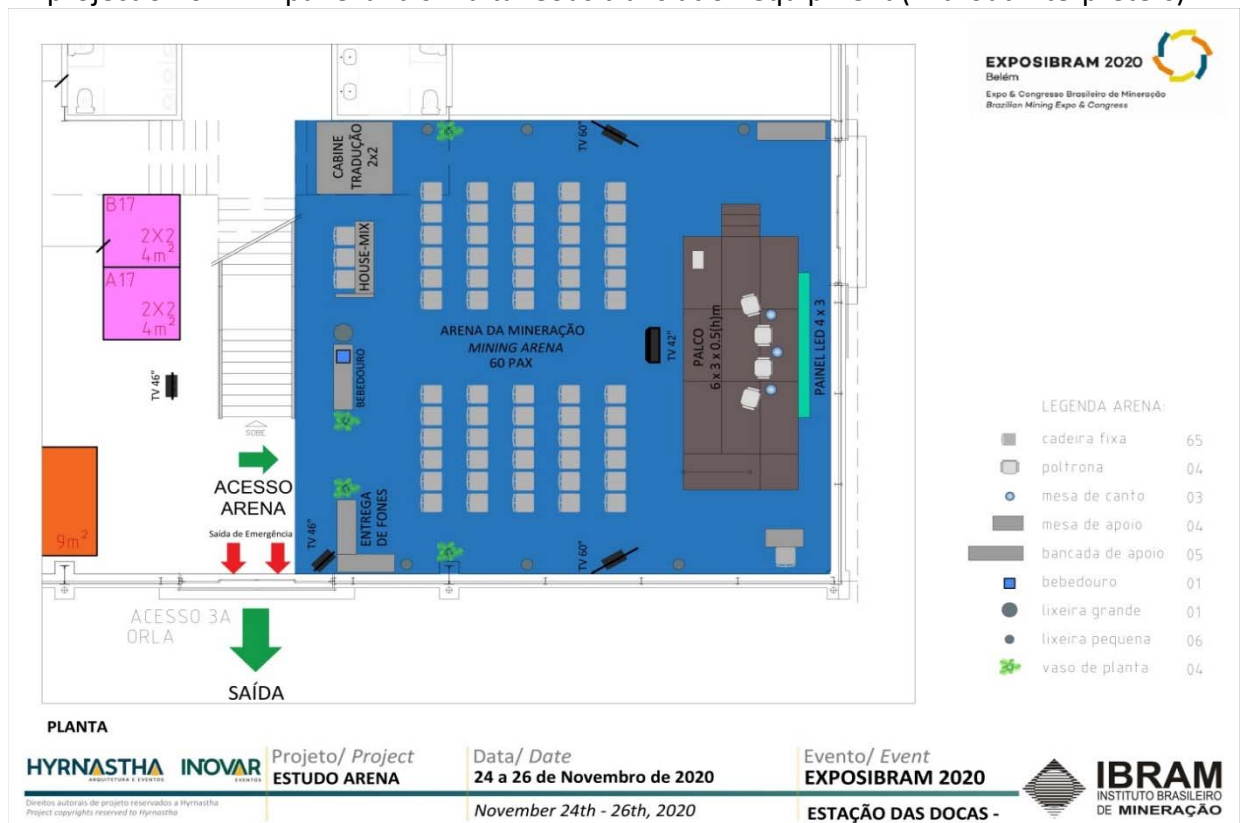 EXPOSIBRAM 2020
Belém
Expo & Congresso Brasileiro de Mineração
Brazilian Mining Expo & Congress
CABINE
TRADUÇÃO
2x2
TV 60"
B17
2X2
4m²
A17
2X2
4m²
HOUSE-MIX
ARENA DA MINERAÇÃO
MINING ARENA
60 PAX
TV 42"
PALCO
6 x 3 x 0.5(h)m
PAINEL LED 4 x 3
BEBEDOURO
TV 46"
SOBE
ACESSO
ARENA
Saída de Emergência
9m²
TV 46"
ENTREGA
DE FONES
TV 60"
ACESSO 3A
ORLA
SAÍDA
LEGENDA ARENA:
cadeira fixa 65
poltrona 04
mesa de canto 03
mesa de apoio 04
bancada de apoio 05
bebedouro 01
lixeira grande 01
lixeira pequena 06
vaso de planta 04
PLANTA
HYRNASTHA
ARQUITETURA E EVENTOS
INOVAR
EVENTOS
Direitos autorais de projeto reservados a Hyrnastha
Project copyrights reserved to Hyrnastha
Projeto/ Project
ESTUDO ARENA
Data/ Date
24 a 26 de Novembro de 2020
November 24th - 26th, 2020
Evento/ Event
EXPOSIBRAM 2020
ESTAÇÃO DAS DOCAS -
IBRAM
INSTITUTO BRASILEIRO
DE MINERAÇÃO